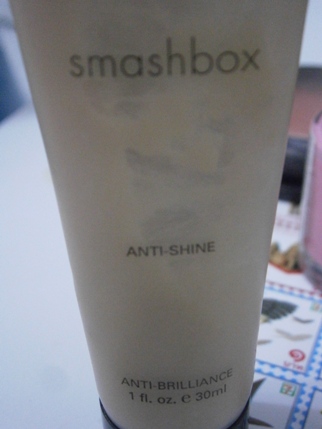 smashbox
ANTI-SHINE
ANTI-BRILLIANCE
1 fl. oz. e 30ml